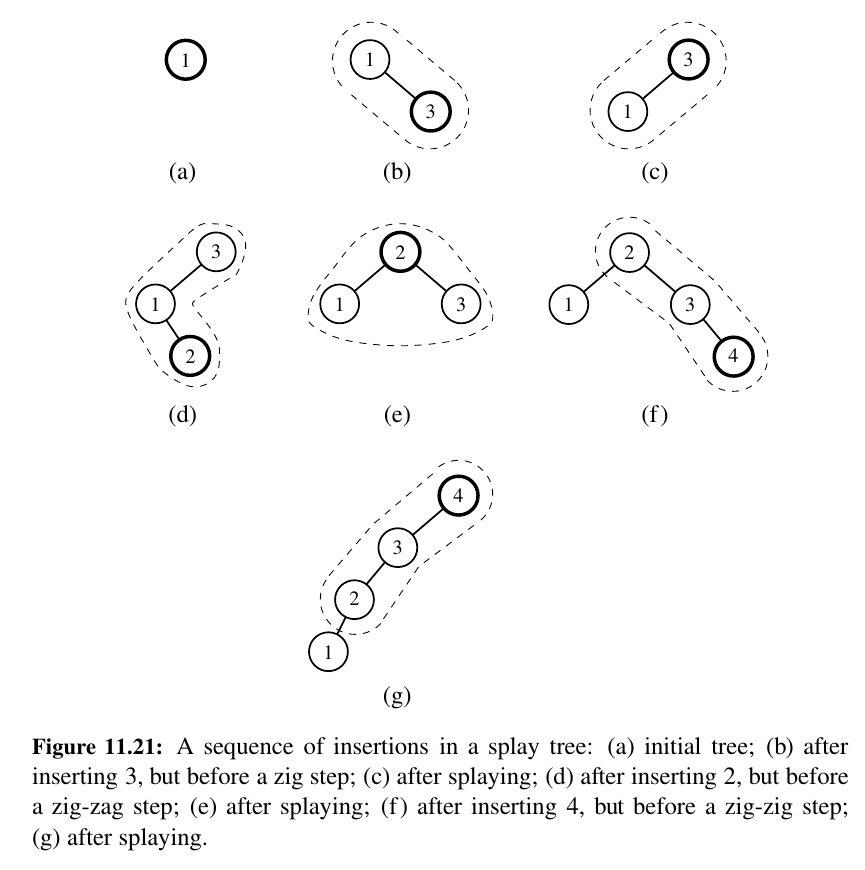 1
1
3
3
1
(a)
(b)
(c)
3
1
2
2
1
3
2
1
3
4
(d)
(e)
(f)
4
3
2
1
(g)
Figure 11.21: A sequence of insertions in a splay tree: (a) initial tree; (b) after
inserting 3, but before a zig step; (c) after splaying; (d) after inserting 2, but before
a zig-zag step; (e) after splaying; (f) after inserting 4, but before a zig-zig step;
(g) after splaying.